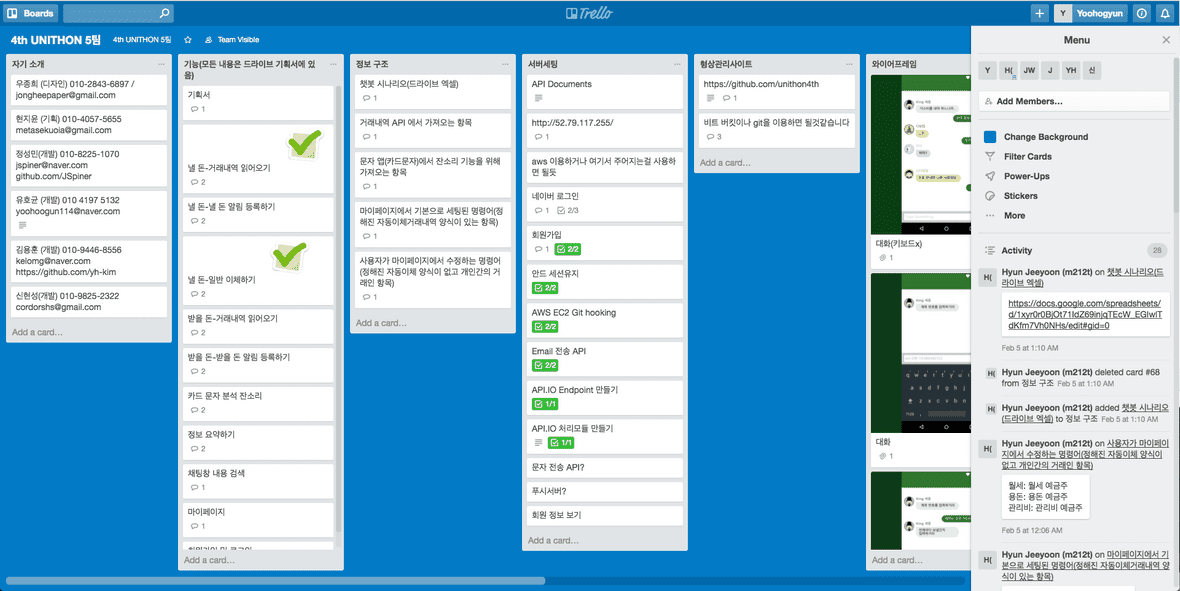 Boards
Trello
Y Yoohogyun
4th UNITHON 5팀
4th UNITHON 5팀
Team Visible
자기 소개
우종희 (디자인) 010-2843-6897 /
jongheepaper@gmail.com
현지윤 (기획) 010-4057-5655
metasekuoia@gmail.com
정성민(개발) 010-8225-1070
jspiner@naver.com
github.com/JSpiner
유호균 (개발) 010 4197 5132
yoohoogun114@naver.com
김용훈 (개발) 010-9446-8556
kelomg@naver.com
https://github.com/yh-kim
신현성(개발) 010-9825-2322
cordorshs@gmail.com
Add a card...
기능(모든 내용은 드라이브 기획서에 있
음)
기획서
1
낼 돈-거래내역 읽어오기
2
낼 돈-낼 돈 알림 등록하기
2
낼 돈-일반 이체하기
2
받을 돈-거래내역 읽어오기
2
받을 돈-받을 돈 알림 등록하기
2
카드 문자 분석 잔소리
2
정보 요약하기
2
채팅창 내용 검색
1
마이페이지
1
Add a card...
정보 구조
챗봇 시나리오(드라이브 엑셀)
1
거래내역 API 에서 가져오는 항목
1
문자 앱(카드문자)에서 잔소리 기능을 위해
가져오는 항목
1
마이페이지에서 기본으로 세팅된 명령어(정
해진 자동이체거래내역 양식이 있는 항목)
1
사용자가 마이페이지에서 수정하는 명령어
(정해진 자동이체 양식이 없고 개인간의 거
래인 항목)
1
Add a card...
서버세팅
API Documents
http://52.79.117.255/
1
aws 이용하거나 여기서 주어지는걸 사용하
면 될듯
네이버 로그인
1 2/3
회원가입
1 2/2
안드 세션유지
2/2
AWS EC2 Git hooking
2/2
Email 전송 API
2/2
API.IO Endpoint 만들기
1/1
API.IO 처리모듈 만들기
1/1
문자 전송 API?
푸시서버?
회원 정보 보기
Add a card...
형상관리사이트
https://github.com/unithon4th
1
비트 버킷이나 git을 이용하면 될것같습니다
3
Add a card...
와이어프레임
대화(키보드x)
1
대화
1
Add a card...
Menu
Y H( JW J YH 신
Add Members...
Change Background
Filter Cards
Power-Ups
Stickers
More
Activity 28
H( Hyun Jeeyoon (m212t) on 챗봇 시나리오(드
라이브 엑셀)
https://docs.google.com/spreadsheets/
Feb 5 at 1:10 AM
H( Hyun Jeeyoon (m212t) deleted card #68
from 정보 구조 Feb 5 at 1:10 AM
H( Hyun Jeeyoon (m212t) added 챗봇 시나리오
(드라이브 엑셀) to 정보 구조 Feb 5 at 1:10 AM
H( Hyun Jeeyoon (m212t) on 사용자가 마이페이
지에서 수정하는 명령어(정해진 자동이체 양식이
없고 개인간의 거래인 항목)
월세: 월세 예금주
용돈: 용돈 예금주
관리비: 관리비 예금주
Feb 5 at 12:06 AM
H( Hyun Jeeyoon (m212t) on 마이페이지에서 기
본으로 세팅된 명령어(정해진 자동이체거래내역 양
식이 있는 항목)